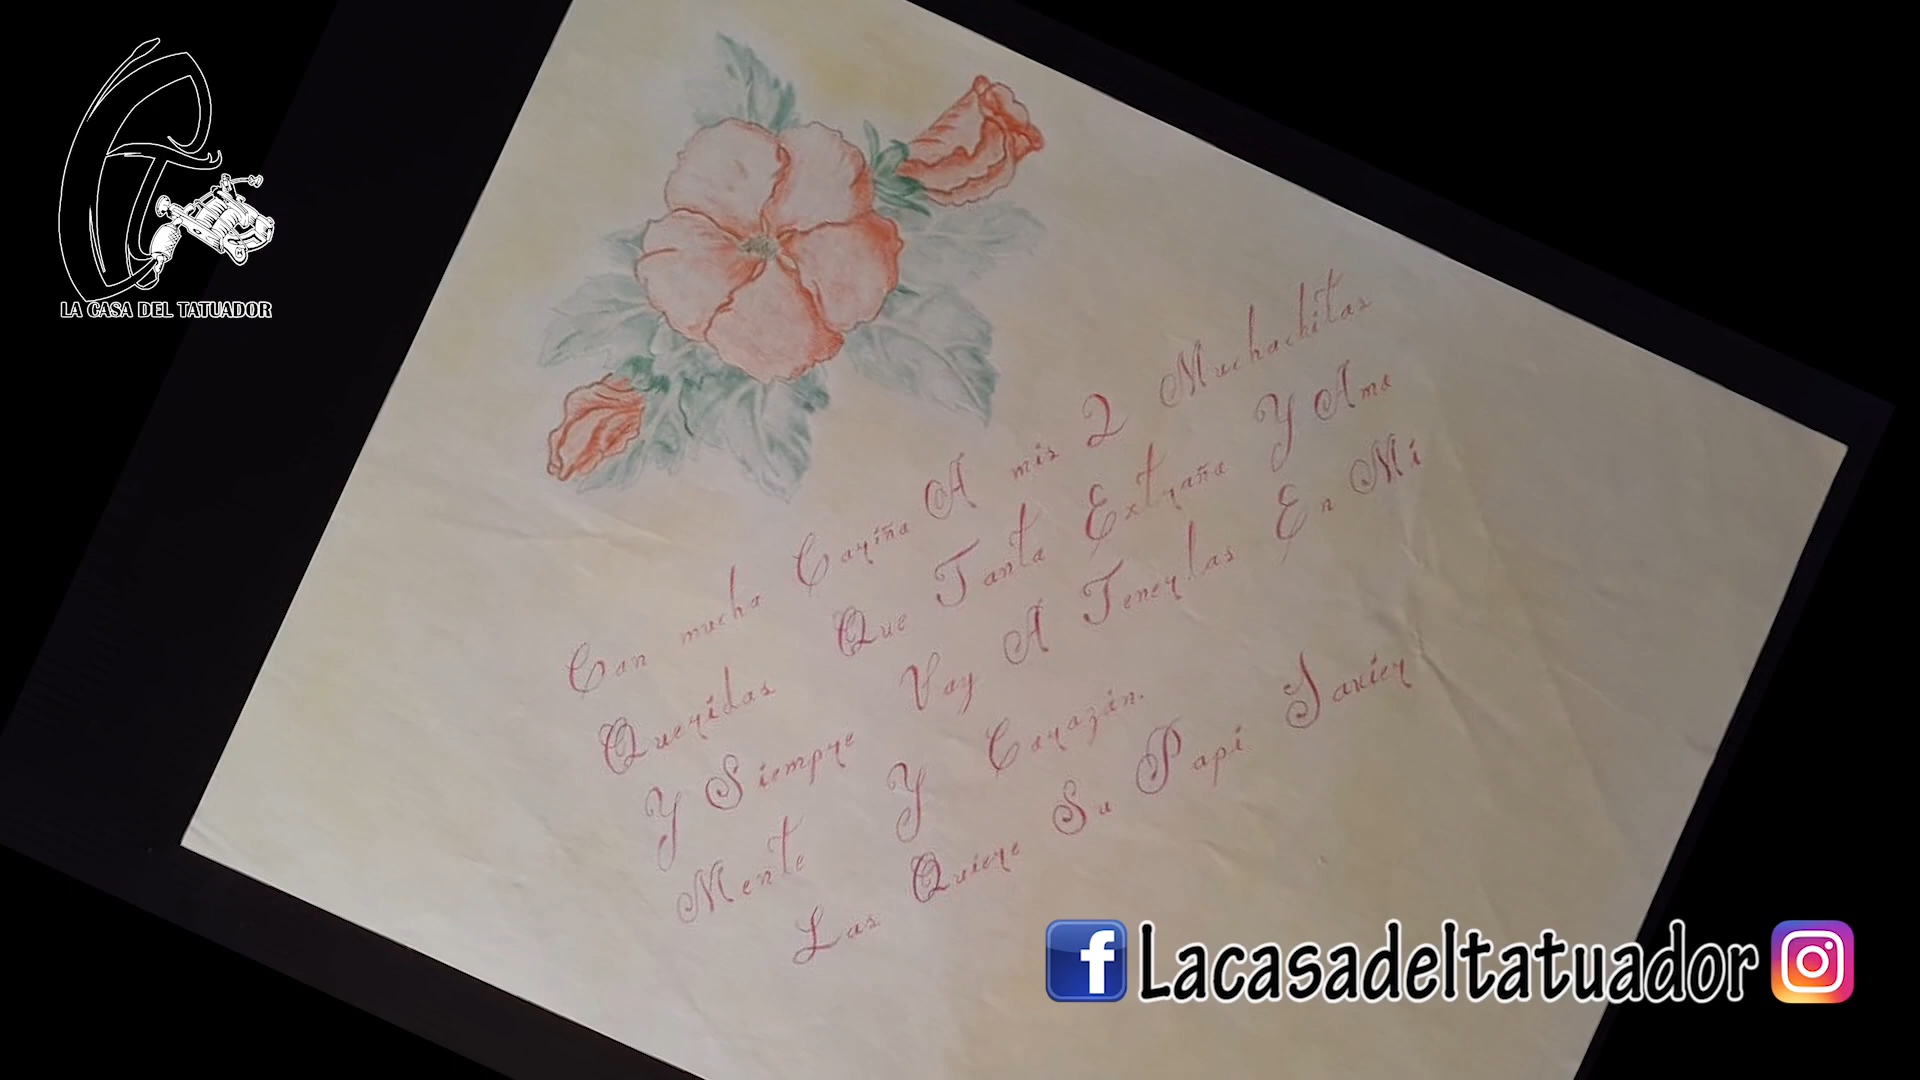 LA CASA DEL TATUADOR
Con mucho Cariño A mis 2 Muchachitas
Queridas Que Tanto Extraño Y Amo
Y Siempre Voy A Tenerlas En Mi
Mente Y Corazón.
Las Quiere Su Papi Javier
Lacasadeltatuador